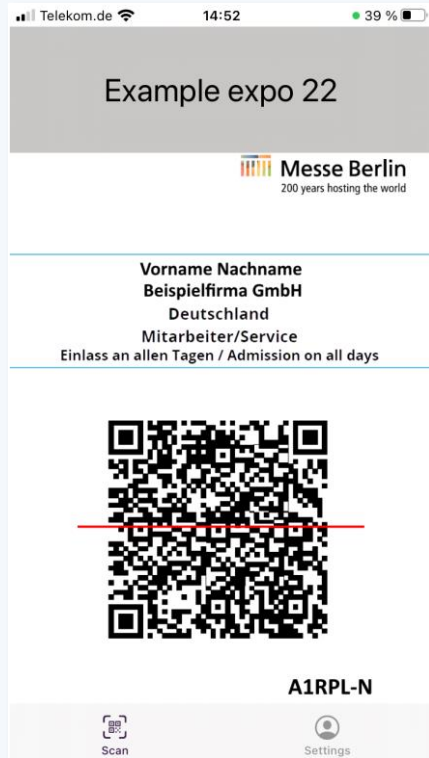 Telekom.de 14:52 39 %
Example expo 22
Messe Berlin
200 years hosting the world
Vorname Nachname
Beispielfirma GmbH
Deutschland
Mitarbeiter/Service
Einlass an allen Tagen / Admission on all days
A1RPL-N
Scan Settings